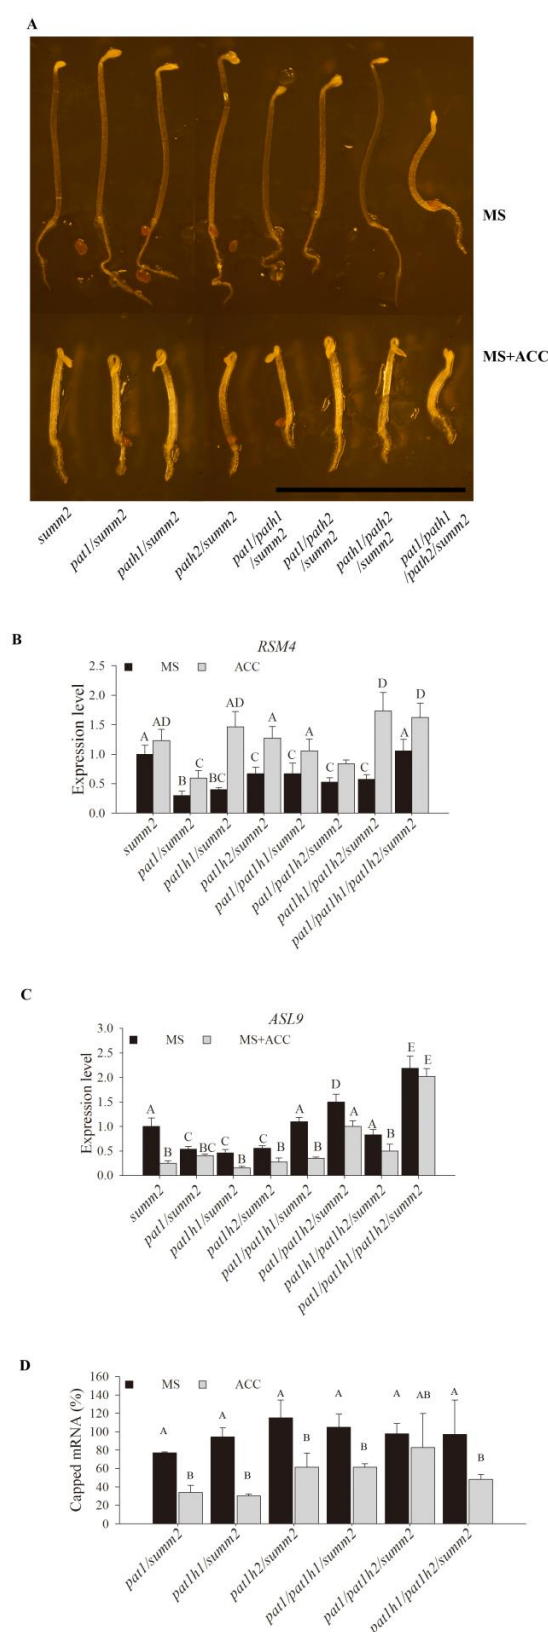 A
MS
MS+ACC
summ2
pat1/summ2
path1/summ2
path2/summ2
pat1/path1
/summ2
pat1/path2
/summ2
path1/path2
/summ2
pat1/path1
/path2/summ2
B
RSM4
MS ACC
Expression level
2.5
2.0
1.5
1.0
0.5
0.0
A AD B C BC AD C A C A C C D A D
summ2
pat1/summ2
pat1h1/summ2
pat1h2/summ2
pat1/pat1h1/summ2
pat1/pat1h2/summ2
pat1h1/pat1h2/summ2
pat1/pat1h1/pat1h2/summ2
C
ASL9
MS MS+ACC
Expression level
3.0
2.5
2.0
1.5
1.0
0.5
0.0
A B C BC C B C B A B D A A B E E
summ2
pat1/summ2
pat1h1/summ2
pat1h2/summ2
pat1/pat1h1/summ2
pat1/pat1h2/summ2
pat1h1/pat1h2/summ2
pat1/pat1h1/pat1h2/summ2
D
MS ACC
Capped mRNA (%)
160
140
120
100
80
60
40
20
0
A B A B A B A B A AB A B
pat1/summ2
pat1h1/summ2
pat1h2/summ2
pat1/pat1h1/summ2
pat1/pat1h2/summ2
pat1h1/pat1h2/summ2